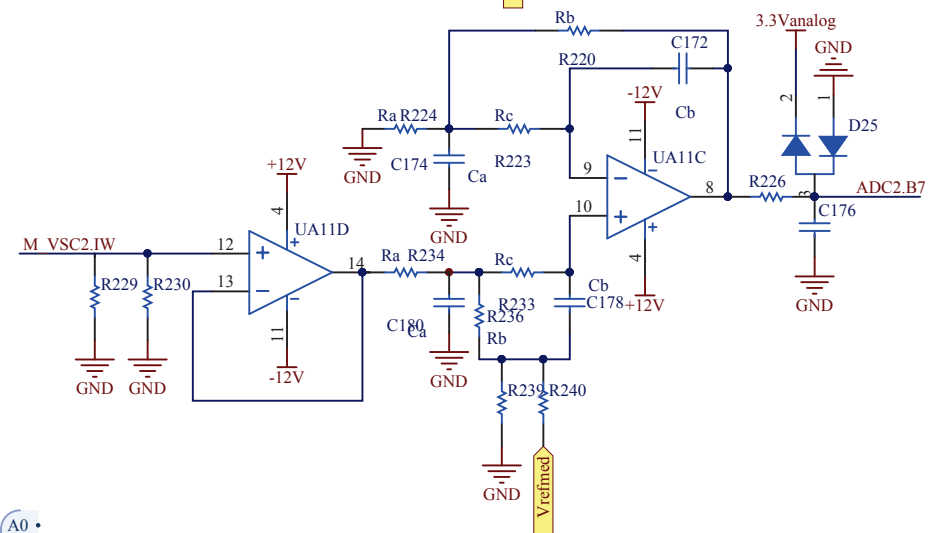 Rb
3.3Vanalog
C172
GND
R220
-12V
Cb
2
1
11
D25
Ra R224
Rc
UA11C
C174
R223
9
GND
Ca
8
R226
ADC2.B7
3
+12V
10
C176
4
GND
UA11D
M VSC2.IW
12
14
Ra R234
Rc
4
13
Cb
GND
R229
R230
R233
C178
+12V
C180
Ca
R236
11
Rb
GND
-12V
GND
GND
R239
R240
GND
Vrefmed
A0